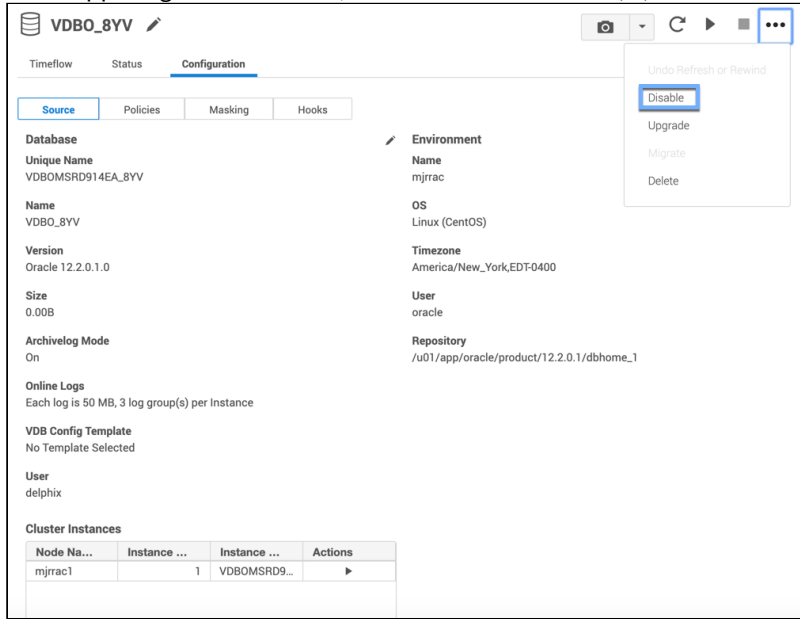 VDBO_8YV
Timeflow Status Configuration
Undo Refresh or Rewind
Disable
Upgrade
Migrate
Delete
Source Policies Masking Hooks
Database
Unique Name
VDBOMSRD914EA_8YV
Name
VDBO_8YV
Version
Oracle 12.2.0.1.0
Size
0.00B
Archivelog Mode
On
Online Logs
Each log is 50 MB, 3 log group(s) per Instance
VDB Config Template
No Template Selected
User
delphix
Environment
Name
mjrrac
OS
Linux (CentOS)
Timezone
America/New_York,EDT-0400
User
oracle
Repository
/u01/app/oracle/product/12.2.0.1/dbhome_1
Cluster Instances
Node Na... Instance ... Instance ... Actions
mjrrac1 1 VDBOMSRD9...